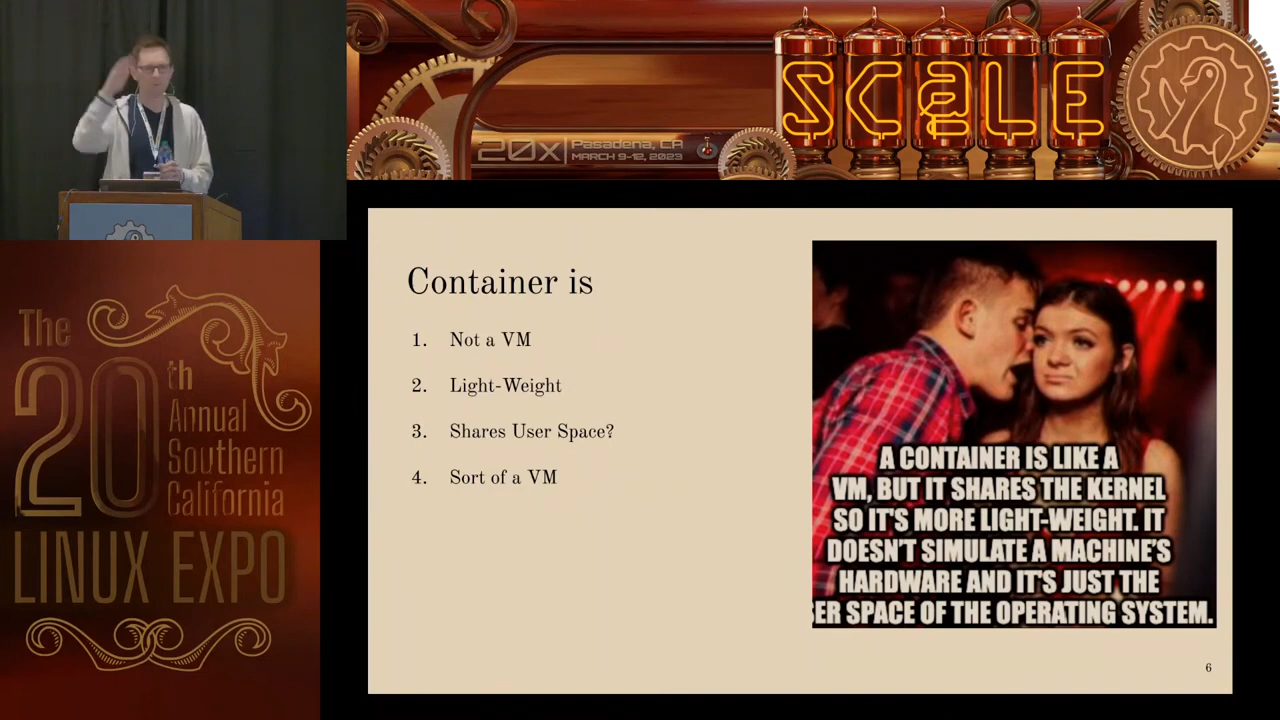 SCaLE
20x
Pasadena, CA
MARCH 9-12, 2023
The
20th
Annual
Southern
California
LINUX EXPO
Container is
1. Not a VM
2. Light-Weight
3. Shares User Space?
4. Sort of a VM
A CONTAINER IS LIKE A
VM, BUT IT SHARES THE KERNEL
SO IT'S MORE LIGHT-WEIGHT. IT
DOESN'T SIMULATE A MACHINE'S
HARDWARE AND IT'S JUST THE
SER SPACE OF THE OPERATING SYSTEM.
6